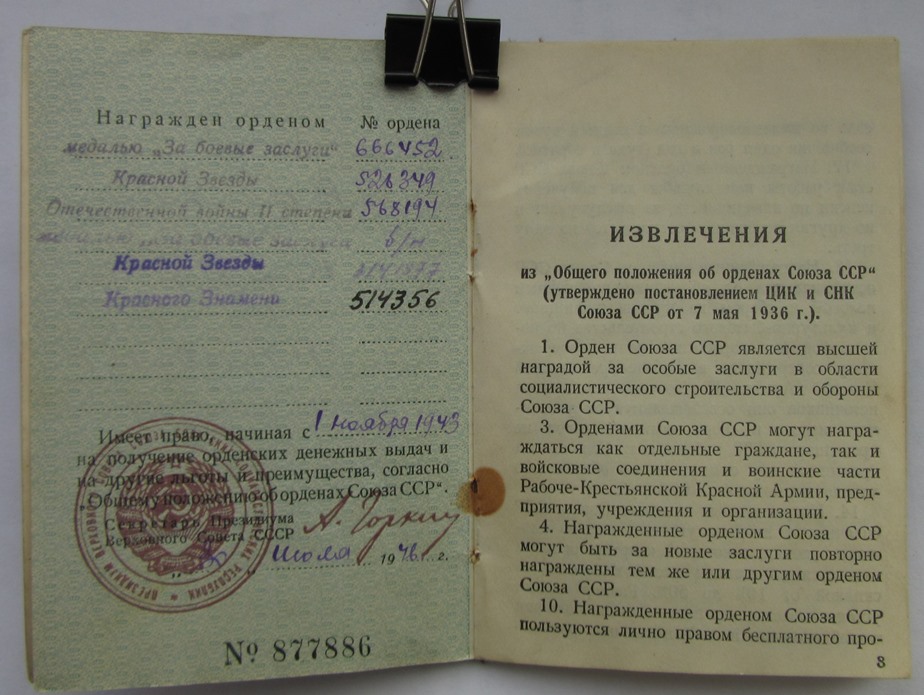 Награжден орденом № ордена
медалью „За боевые заслуги“ 666452
Красной Звезды 526349
Отечественной войны II степени 568194
боевые заслуги б/н
Красной Звезды
Красного Знамени 514356
Имеет право, начиная с 1 ноября 1943
на получение орденских денежных выдач и
на другие льготы и преимущества, согласно
„Общему положению об орденах Союза ССР“.
Секретарь Президиума
Верховного Совета СССР А. Горкин
1946 г.
№ 877886
ИЗВЛЕЧЕНИЯ
из „Общего положения об орденах Союза ССР“
(утверждено постановлением ЦИК и СНК
Союза ССР от 7 мая 1936 г.).
1. Орден Союза ССР является высшей
наградой за особые заслуги в области
социалистического строительства и обороны
Союза ССР.
3. Орденами Союза ССР могут награ-
ждаться как отдельные граждане, так и
войсковые соединения и воинские части
Рабоче-Крестьянской Красной Армии, пред-
приятия, учреждения и организации.
4. Награжденные орденом Союза ССР
могут быть за новые заслуги повторно
награждены тем же или другим орденом
Союза ССР.
10. Награжденные орденом Союза ССР
пользуются лично правом бесплатного про-
3